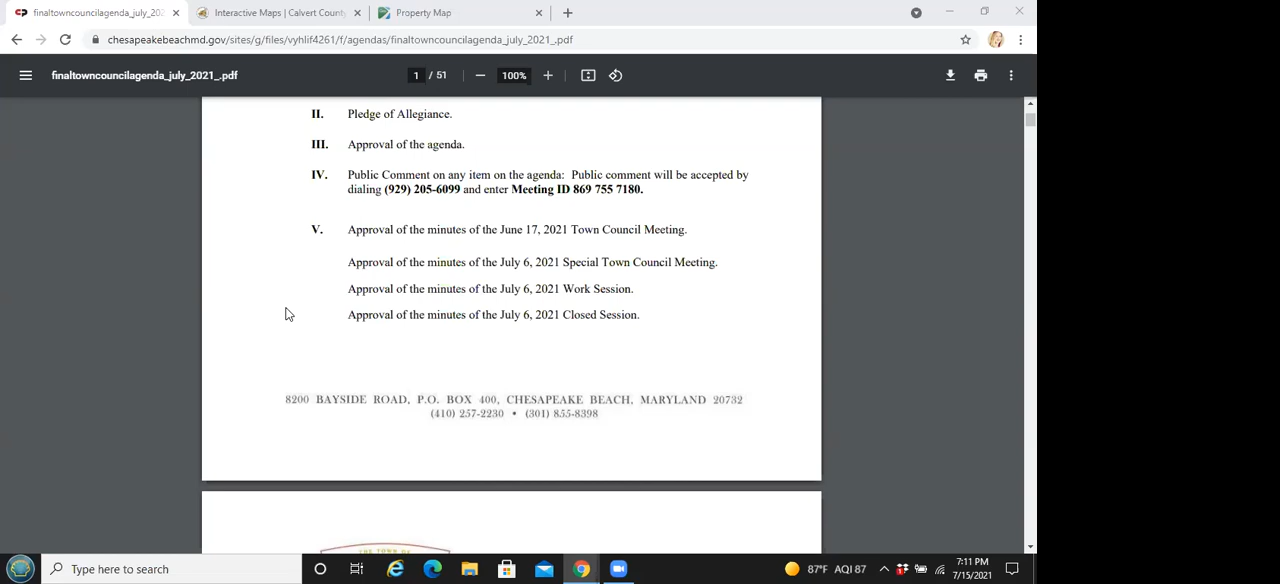 finaltowncouncilagenda_july_202
Interactive Maps | Calvert County
Property Map
chesapeakebeachmd.gov/sites/g/files/vyhlif4261/f/agendas/finaltowncouncilagenda_july_2021_.pdf
finaltowncouncilagenda_july_2021_.pdf
1 / 51
100%
II. Pledge of Allegiance.
III. Approval of the agenda.
IV. Public Comment on any item on the agenda: Public comment will be accepted by
dialing (929) 205-6099 and enter Meeting ID 869 755 7180.
V. Approval of the minutes of the June 17, 2021 Town Council Meeting.
Approval of the minutes of the July 6, 2021 Special Town Council Meeting.
Approval of the minutes of the July 6, 2021 Work Session.
Approval of the minutes of the July 6, 2021 Closed Session.
8200 BAYSIDE ROAD, P.O. BOX 400, CHESAPEAKE BEACH, MARYLAND 20732
(410) 257-2230 • (301) 855-8398
THE TOWN OF
Type here to search
87°F AQI 87
7:11 PM
7/15/2021